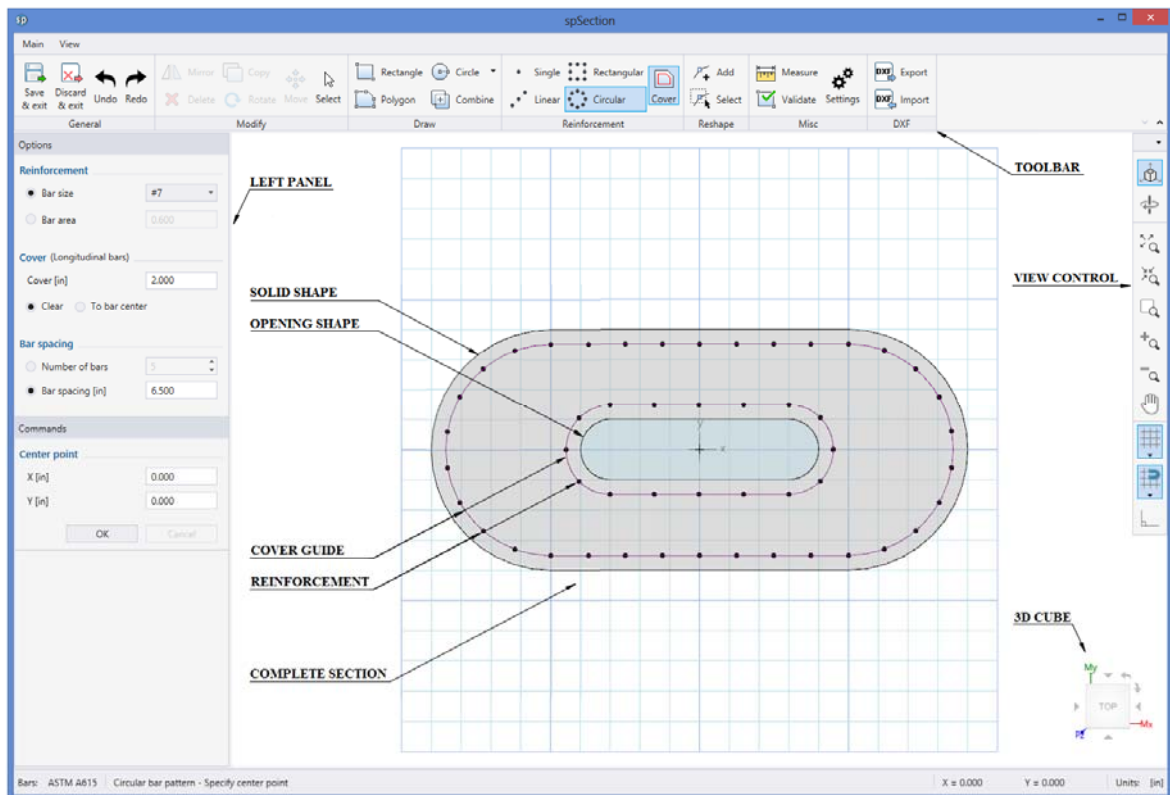 sp
spSection
Main View
Save & exit
Discard & exit
Undo
Redo
General
Mirror
Copy
Delete
Rotate
Move
Select
Modify
Rectangle
Circle
Polygon
Combine
Draw
Single
Rectangular
Linear
Circular
Cover
Reinforcement
Add
Select
Reshape
Measure
Validate
Settings
Misc
DXF Export
DXF Import
DXF
Options
Reinforcement
Bar size #7
Bar area 0.600
Cover (Longitudinal bars)
Cover [in] 2.000
Clear To bar center
Bar spacing
Number of bars 5
Bar spacing [in] 6.500
Commands
Center point
X [in] 0.000
Y [in] 0.000
OK Cancel
LEFT PANEL
TOOLBAR
VIEW CONTROL
SOLID SHAPE
OPENING SHAPE
y
x
COVER GUIDE
REINFORCEMENT
COMPLETE SECTION
3D CUBE
My
TOP
Mx
Pz
Bars: ASTM A615 Circular bar pattern - Specify center point X = 0.000 Y = 0.000 Units: [in]